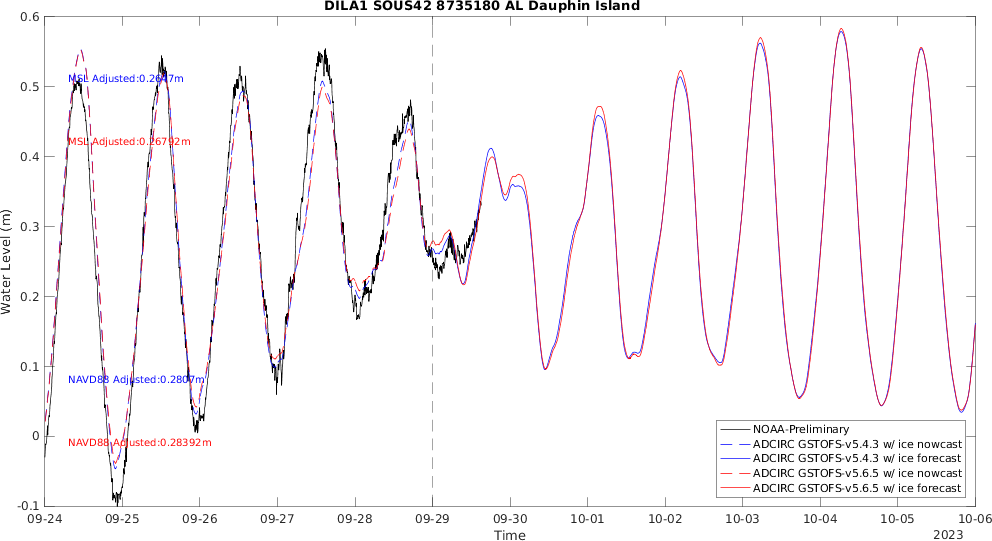 DILA1 SOUS42 8735180 AL Dauphin Island
Water Level (m)
0.6
0.5
0.4
0.3
0.2
0.1
0
-0.1
MSL Adjusted:0.2647m
MSL Adjusted:0.26792m
NAVD88 Adjusted:0.2807m
NAVD88 Adjusted:0.28392m
NOAA-Preliminary
ADCIRC GSTOFS-v5.4.3 w/ ice nowcast
ADCIRC GSTOFS-v5.4.3 w/ ice forecast
ADCIRC GSTOFS-v5.6.5 w/ ice nowcast
ADCIRC GSTOFS-v5.6.5 w/ ice forecast
09-24 09-25 09-26 09-27 09-28 09-29 09-30 10-01 10-02 10-03 10-04 10-05 10-06
Time
2023